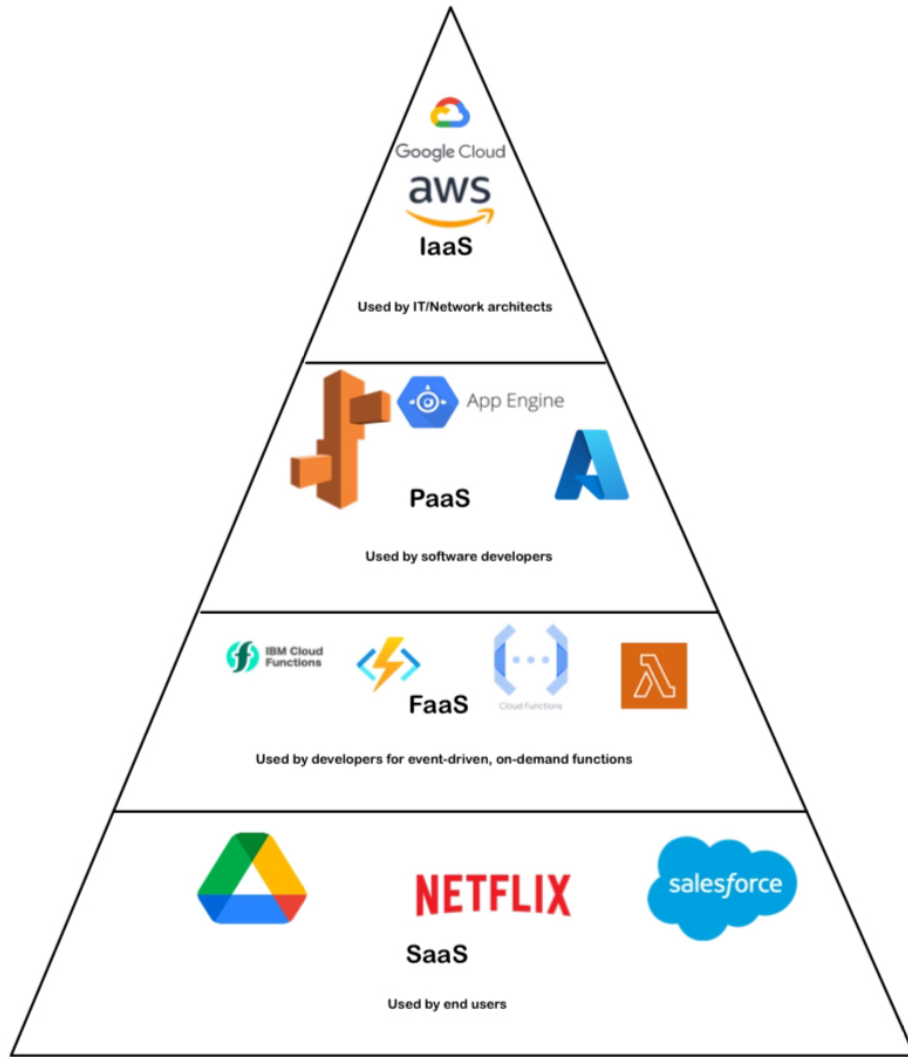 Google Cloud
aws
IaaS
Used by IT/Network architects
App Engine
PaaS
Used by software developers
IBM Cloud
Functions
Cloud Functions
FaaS
Used by developers for event-driven, on-demand functions
NETFLIX
salesforce
SaaS
Used by end users